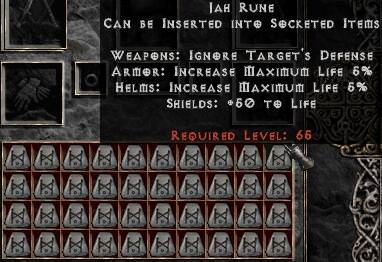 Jah Rune
Can be Inserted into Socketed Items
Weapons: Ignore Target's Defense
Armor: Increase Maximum Life 5%
Helms: Increase Maximum Life 5%
Shields: +50 to Life
Required Level: 65